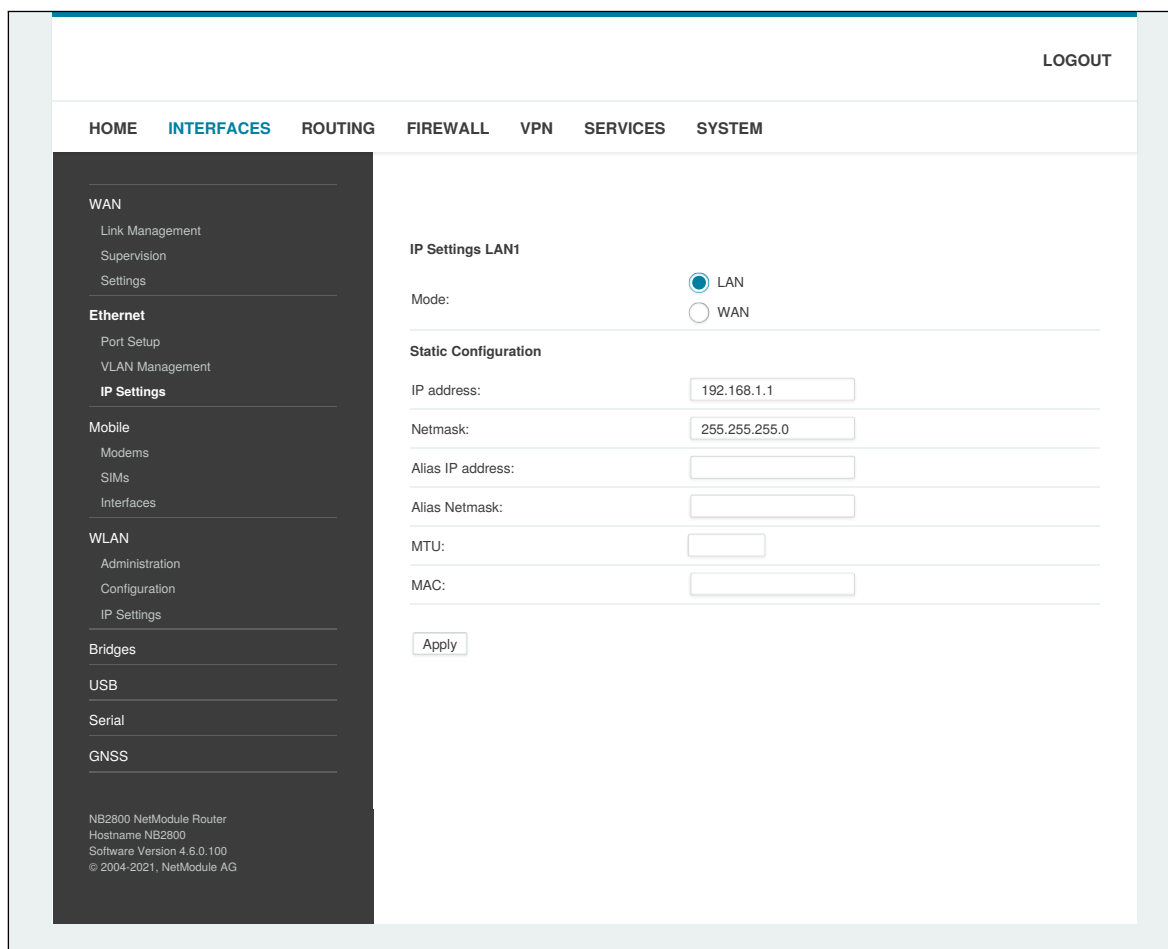 LOGOUT
HOME INTERFACES ROUTING FIREWALL VPN SERVICES SYSTEM
WAN
Link Management
Supervision
Settings
Ethernet
Port Setup
VLAN Management
IP Settings
Mobile
Modems
SIMs
Interfaces
WLAN
Administration
Configuration
IP Settings
Bridges
USB
Serial
GNSS
NB2800 NetModule Router
Hostname NB2800
Software Version 4.6.0.100
© 2004-2021, NetModule AG
IP Settings LAN1
Mode:
LAN
WAN
Static Configuration
IP address: 192.168.1.1
Netmask: 255.255.255.0
Alias IP address:
Alias Netmask:
MTU:
MAC:
Apply